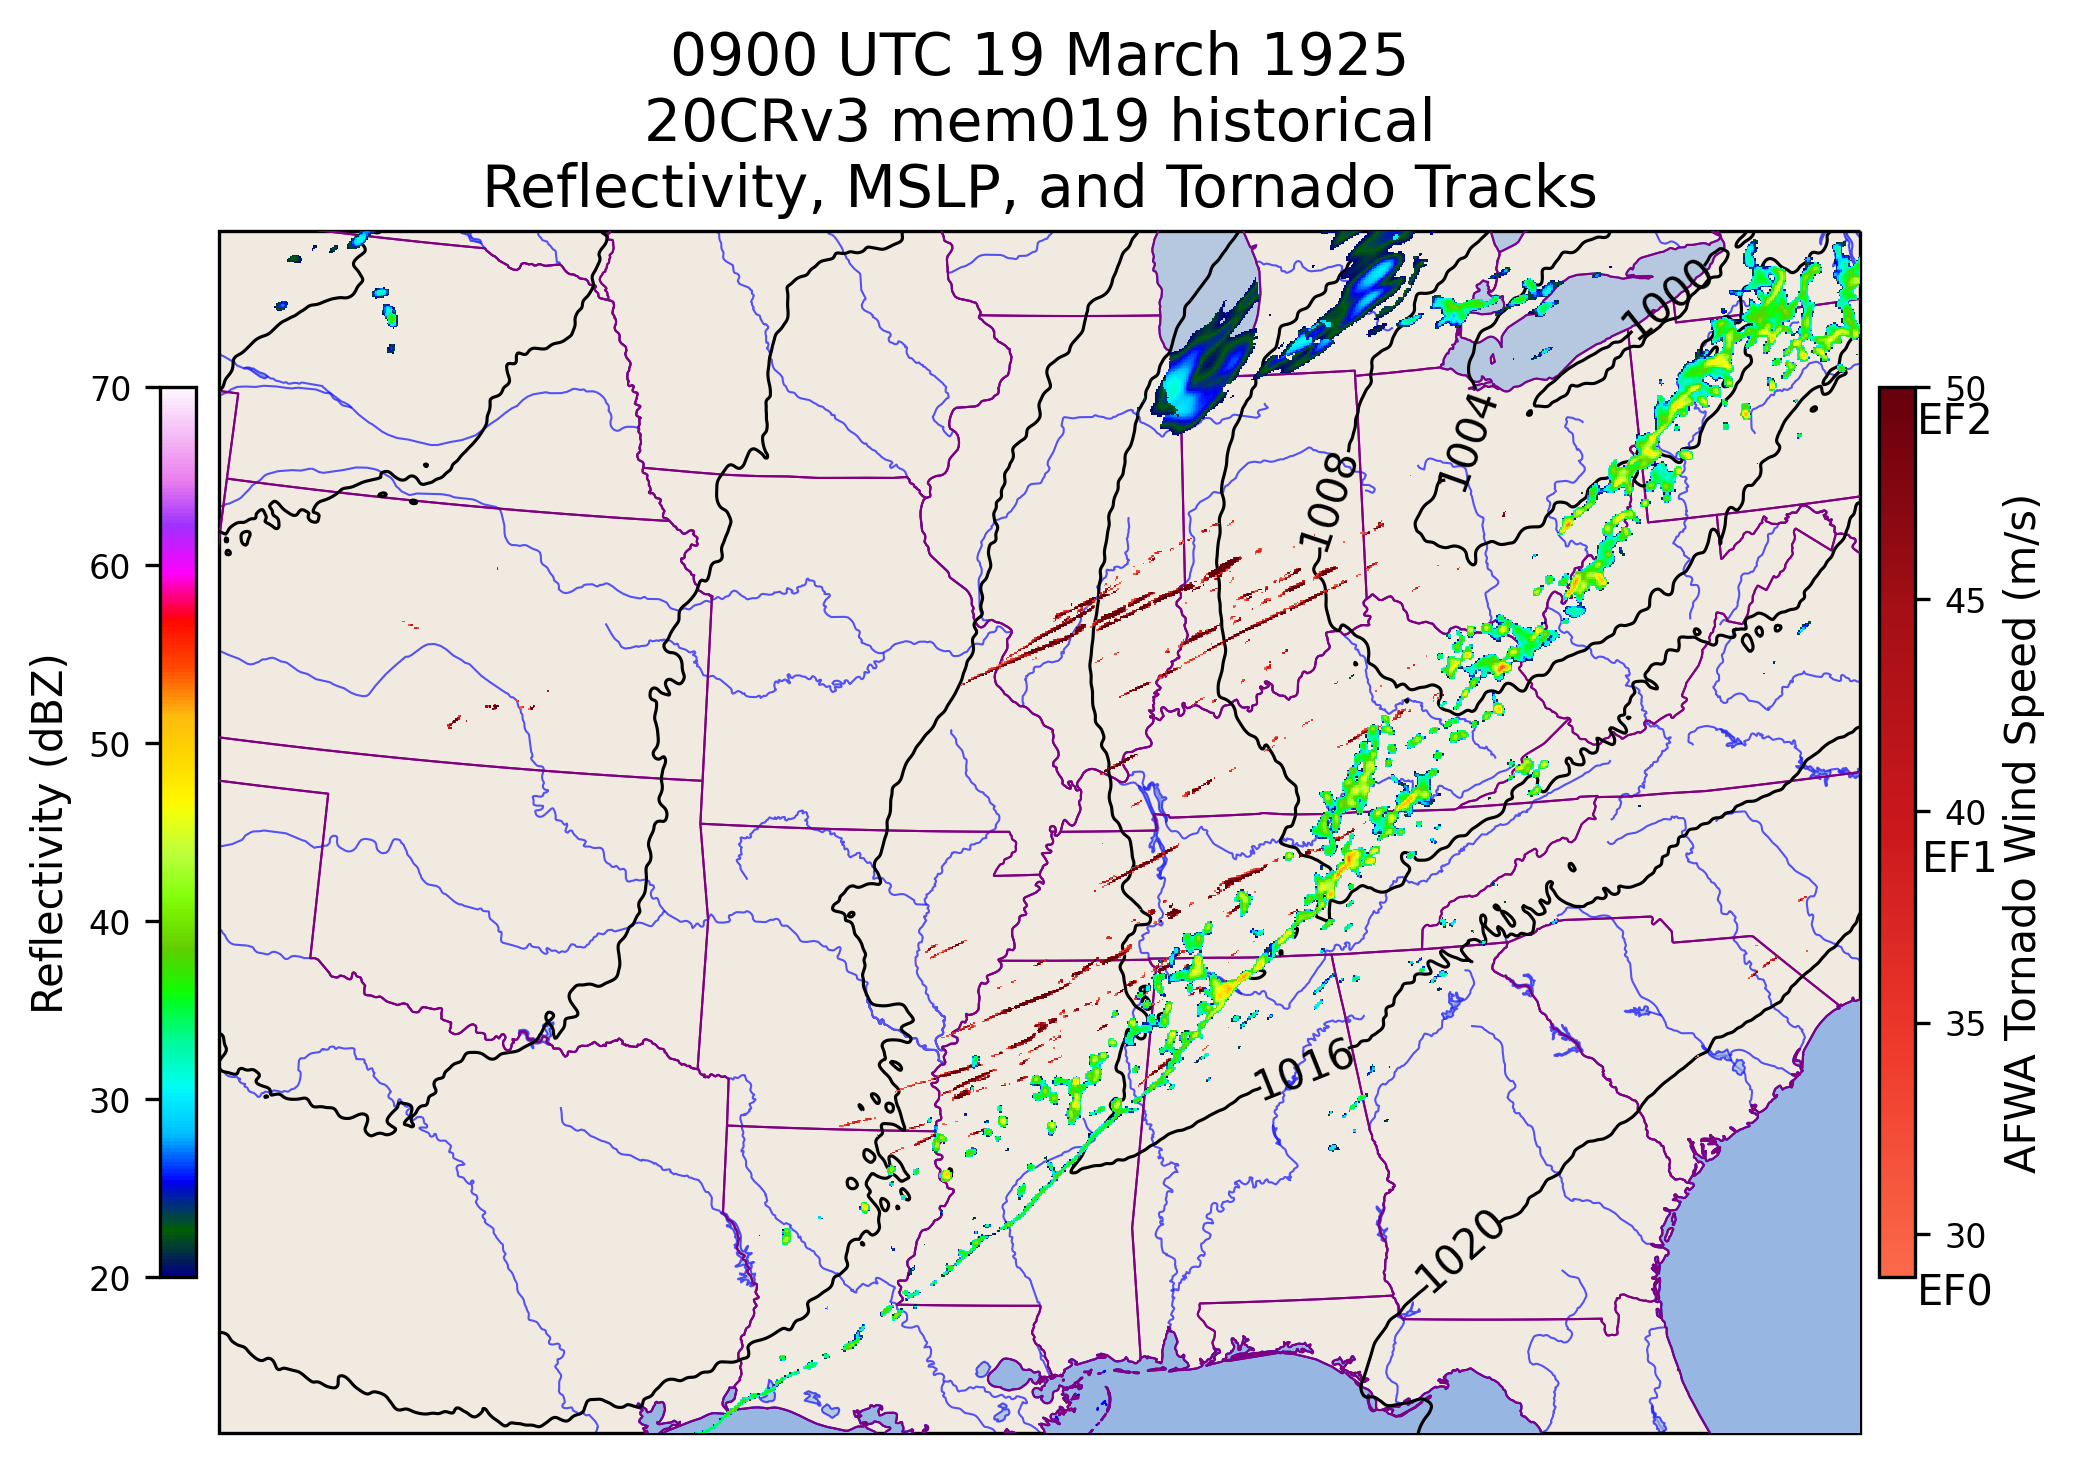 0900 UTC 19 March 1925
20CRv3 mem019 historical
Reflectivity, MSLP, and Tornado Tracks
1000
1004
1008
1016
1020
70
60
50
40
30
20
Reflectivity (dBZ)
50
EF2
45
40
EF1
35
30
EF0
AFWA Tornado Wind Speed (m/s)